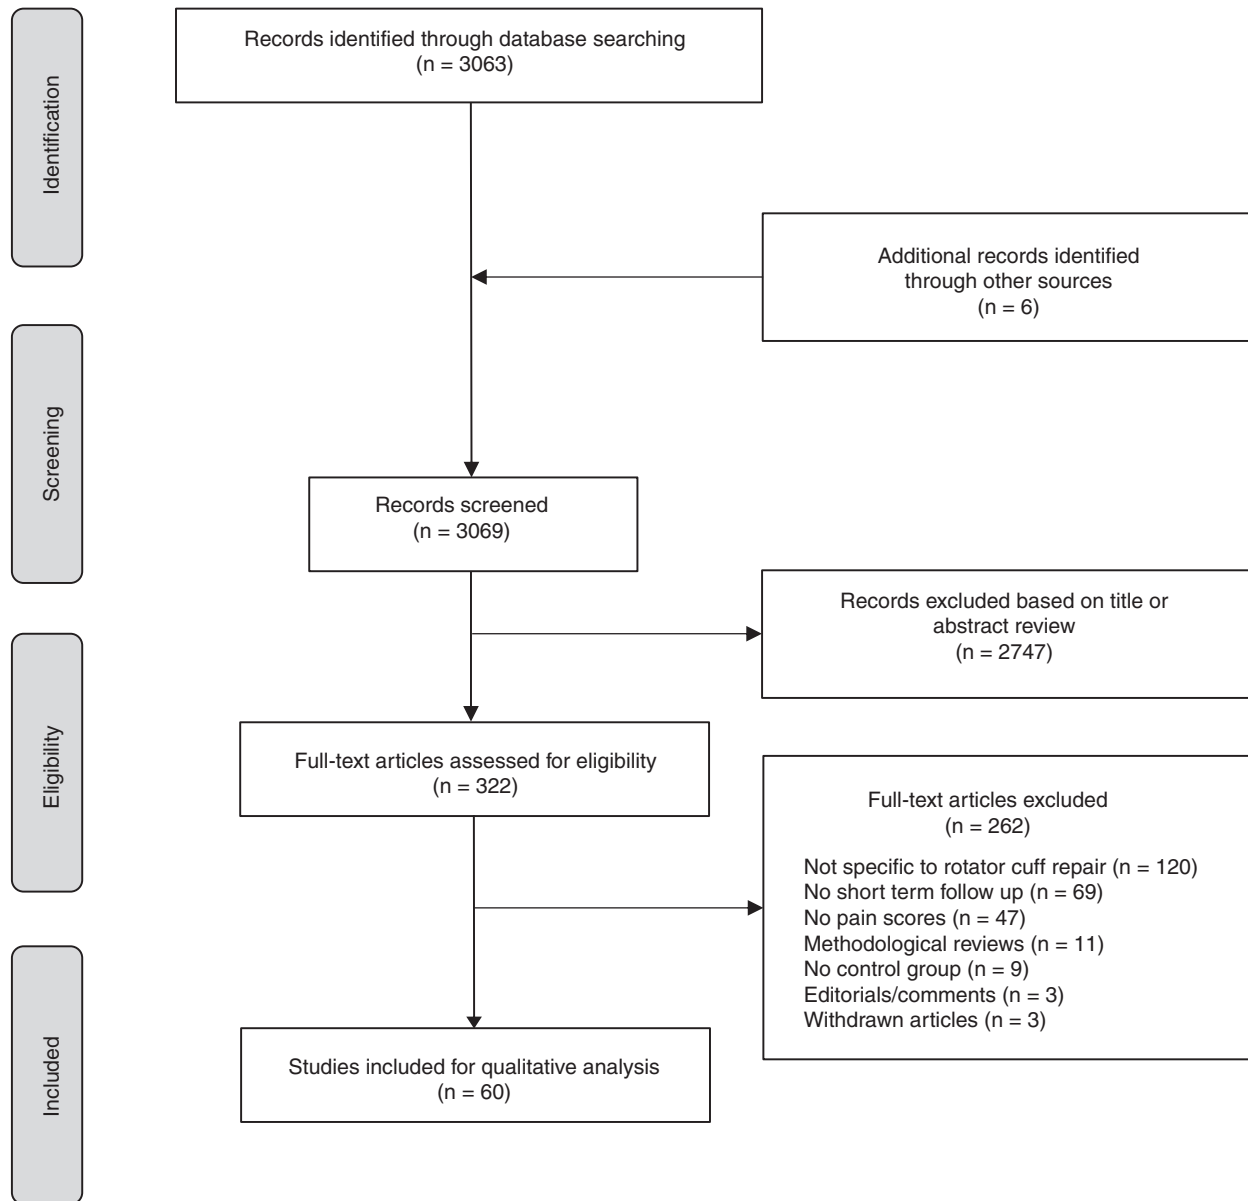 Identification
Records identified through database searching
(n = 3063)
Additional records identified
through other sources
(n = 6)
Screening
Records screened
(n = 3069)
Records excluded based on title or
abstract review
(n = 2747)
Eligibility
Full-text articles assessed for eligibility
(n = 322)
Full-text articles excluded
(n = 262)
Not specific to rotator cuff repair (n = 120)
No short term follow up (n = 69)
No pain scores (n = 47)
Methodological reviews (n = 11)
No control group (n = 9)
Editorials/comments (n = 3)
Withdrawn articles (n = 3)
Included
Studies included for qualitative analysis
(n = 60)